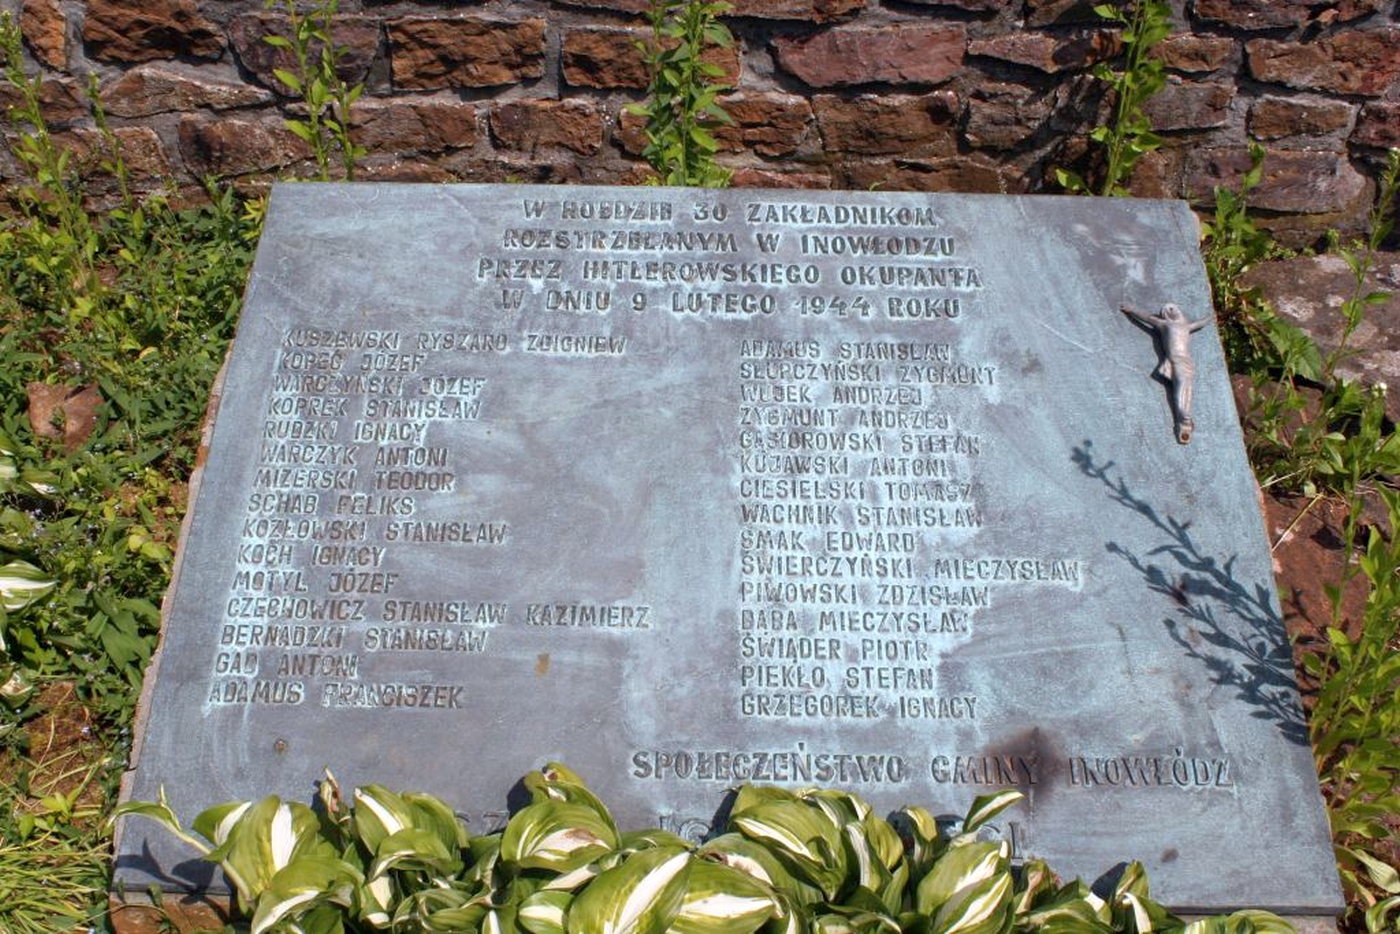 W HOŁDZIE 30 ZAKŁADNIKOM
ROZSTRZELANYM W INOWŁODZU
PRZEZ HITLEROWSKIEGO OKUPANTA
W DNIU 9 LUTEGO 1944 ROKU
KUSZEWSKI RYSZARD ZBIGNIEW
KOPEĆ JÓZEF
WARCZYŃSKI JÓZEF
KOPREK STANISŁAW
RUDZKI IGNACY
WARCZYK ANTONI
MIZERSKI TEODOR
SCHAB FELIKS
KOZŁOWSKI STANISŁAW
KOCH IGNACY
MOTYL JÓZEF
CZECHOWICZ STANISŁAW KAZIMIERZ
BERNADZKI STANISŁAW
GAD ANTONI
ADAMUS FRANCISZEK
ADAMUS STANISŁAW
SŁUPCZYŃSKI ZYGMUNT
WUJEK ANDRZEJ
ZYGMUNT ANDRZEJ
GĄSIOROWSKI STEFAN
KUJAWSKI ANTONI
CIESIELSKI TOMASZ
WACHNIK STANISŁAW
SMAK EDWARD
ŚWIERCZYŃSKI MIECZYSŁAW
PIWOWSKI ZDZISŁAW
BABA MIECZYSŁAW
ŚWIĄDER PIOTR
PIEKŁO STEFAN
GRZEGOREK IGNACY
SPOŁECZEŃSTWO GMINY INOWŁÓDZ